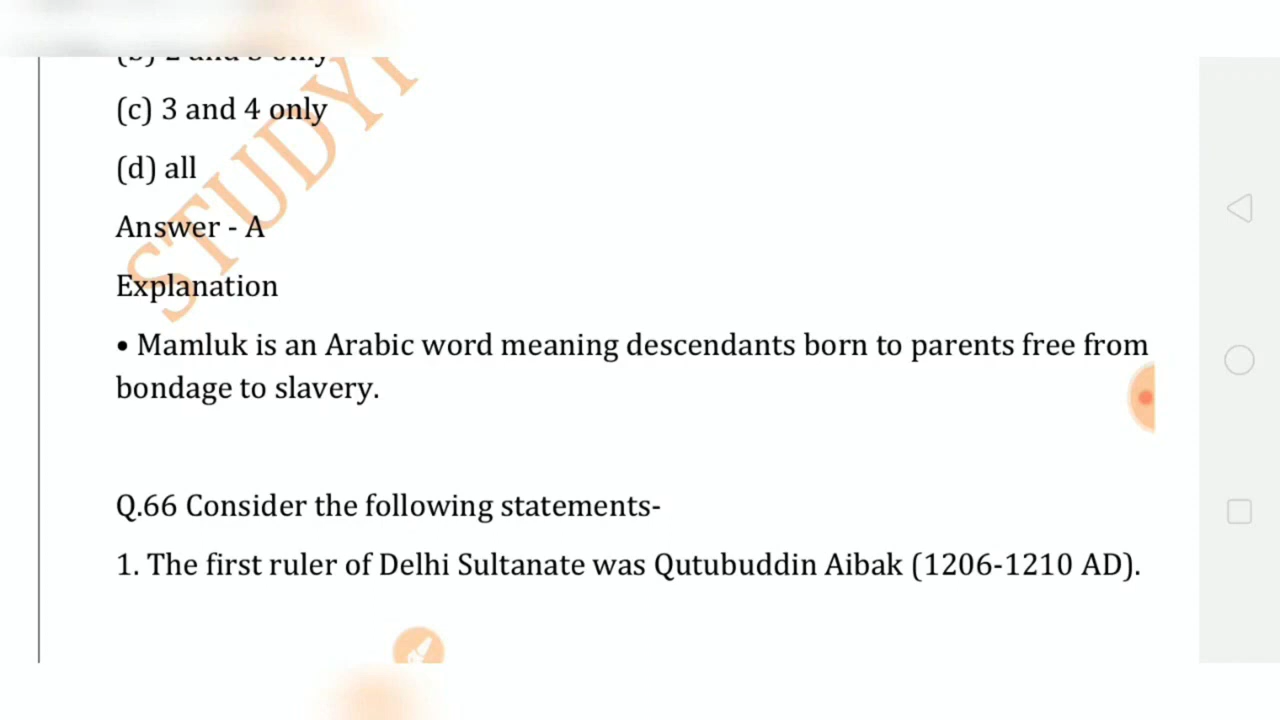 (c) 3 and 4 only
(d) all
Answer - A
Explanation
• Mamluk is an Arabic word meaning descendants born to parents free from
bondage to slavery.
Q.66 Consider the following statements-
1. The first ruler of Delhi Sultanate was Qutubuddin Aibak (1206-1210 AD).
STUDY